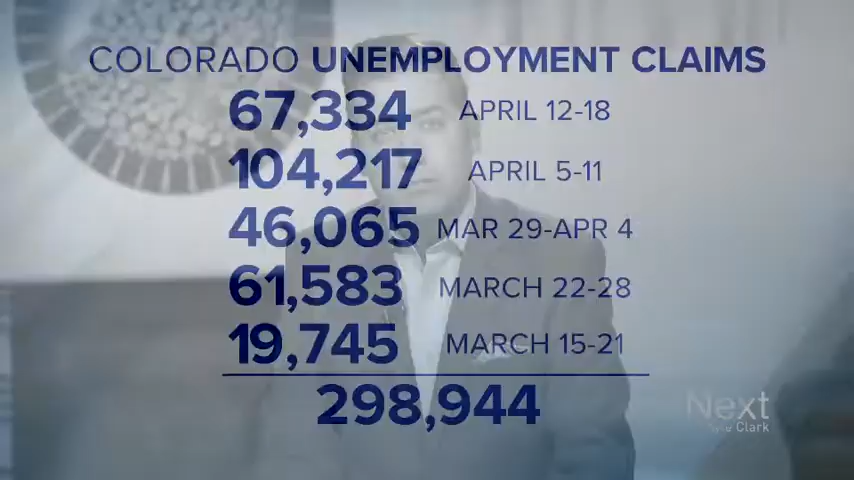 COLORADO UNEMPLOYMENT CLAIMS
67,334 APRIL 12-18
104,217 APRIL 5-11
46,065 MAR 29-APR 4
61,583 MARCH 22-28
19,745 MARCH 15-21
298,944
Next
Clark